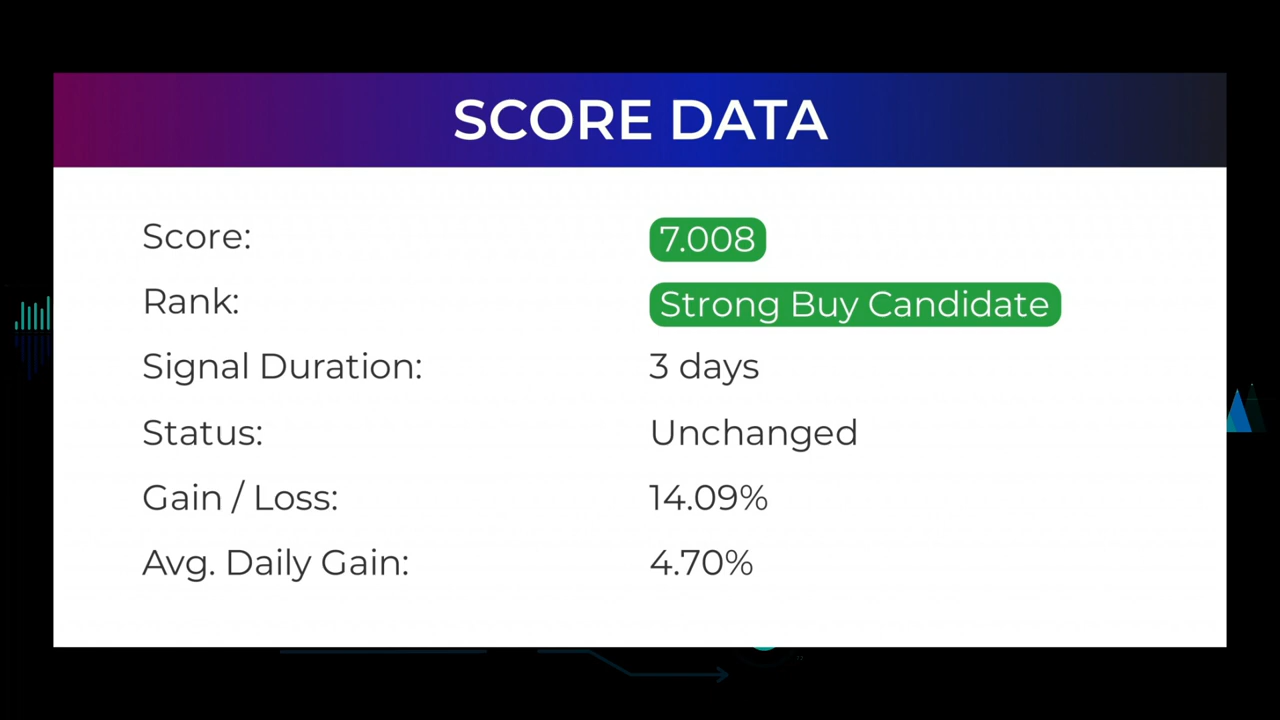 SCORE DATA
Score: 7.008
Rank: Strong Buy Candidate
Signal Duration: 3 days
Status: Unchanged
Gain / Loss: 14.09%
Avg. Daily Gain: 4.70%